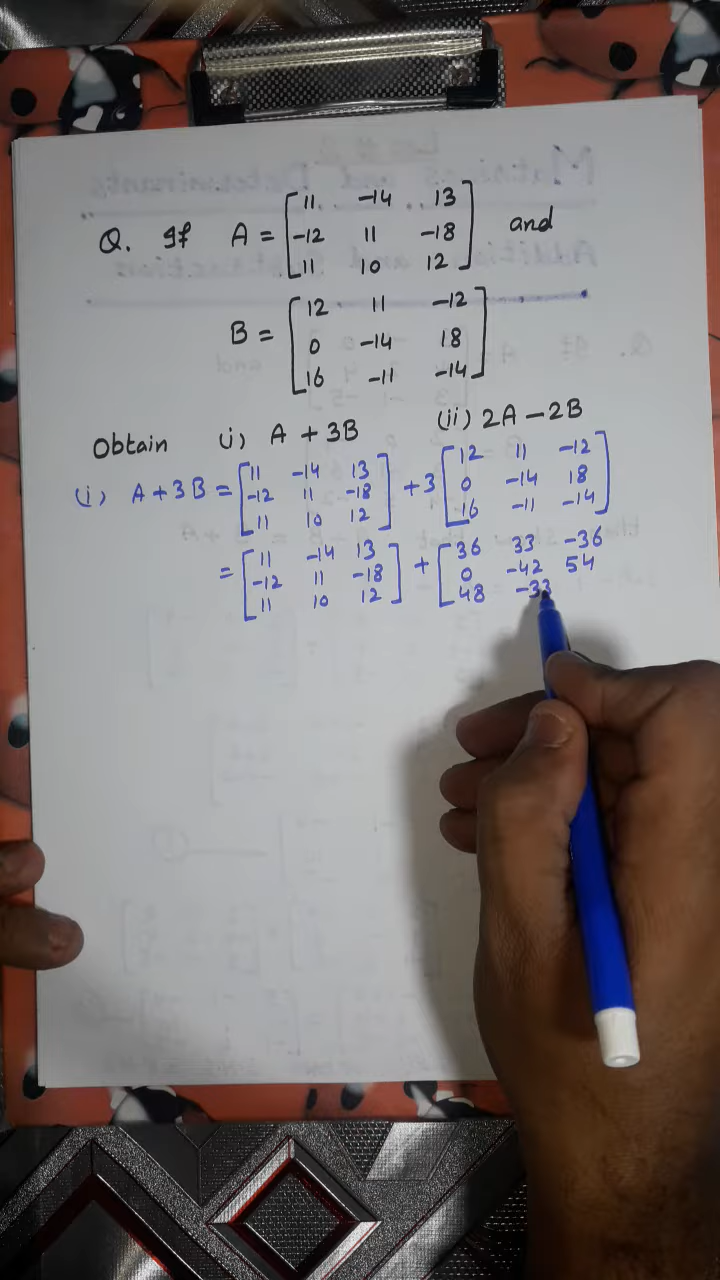 Q. If A = [11 -14 13
-12 11 -18
11 10 12] and
B = [12 11 -12
0 -14 18
16 -11 -14]
Obtain (i) A + 3B (ii) 2A - 2B
(i) A + 3B = [11 -14 13 -12 11 -18 11 10 12] + 3 [12 11 -12 0 -14 18 16 -11 -14]
= [11 -14 13 -12 11 -18 11 10 12] + [36 33 -36 0 -42 54 48 -33